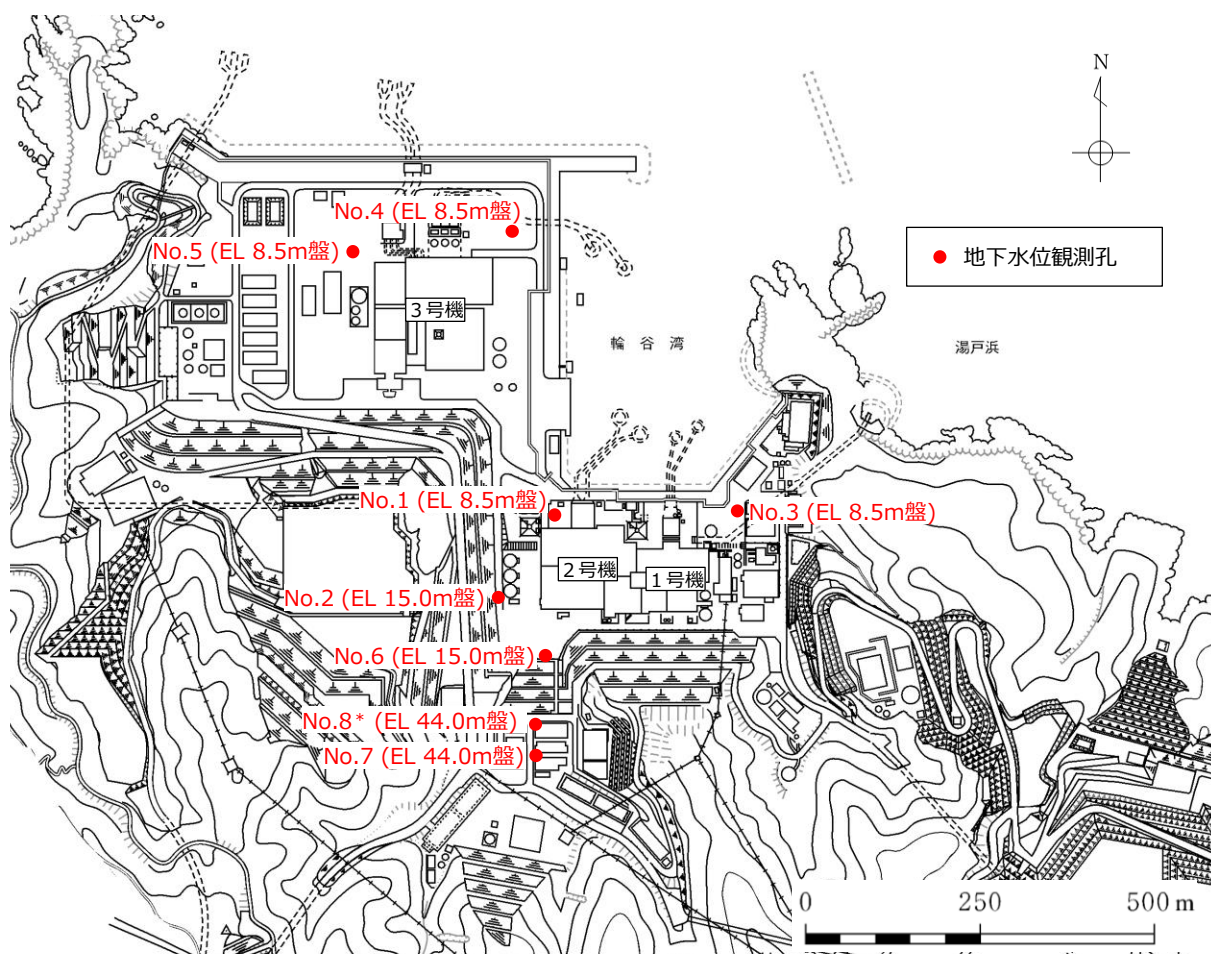 N
No.4 (EL 8.5m盤)
No.5 (EL 8.5m盤)
地下水位観測孔
3号機
輪谷湾
湯戸浜
No.1 (EL 8.5m盤)
No.3 (EL 8.5m盤)
2号機
1号機
No.2 (EL 15.0m盤)
No.6 (EL 15.0m盤)
No.8* (EL 44.0m盤)
No.7 (EL 44.0m盤)
0 250 500 m